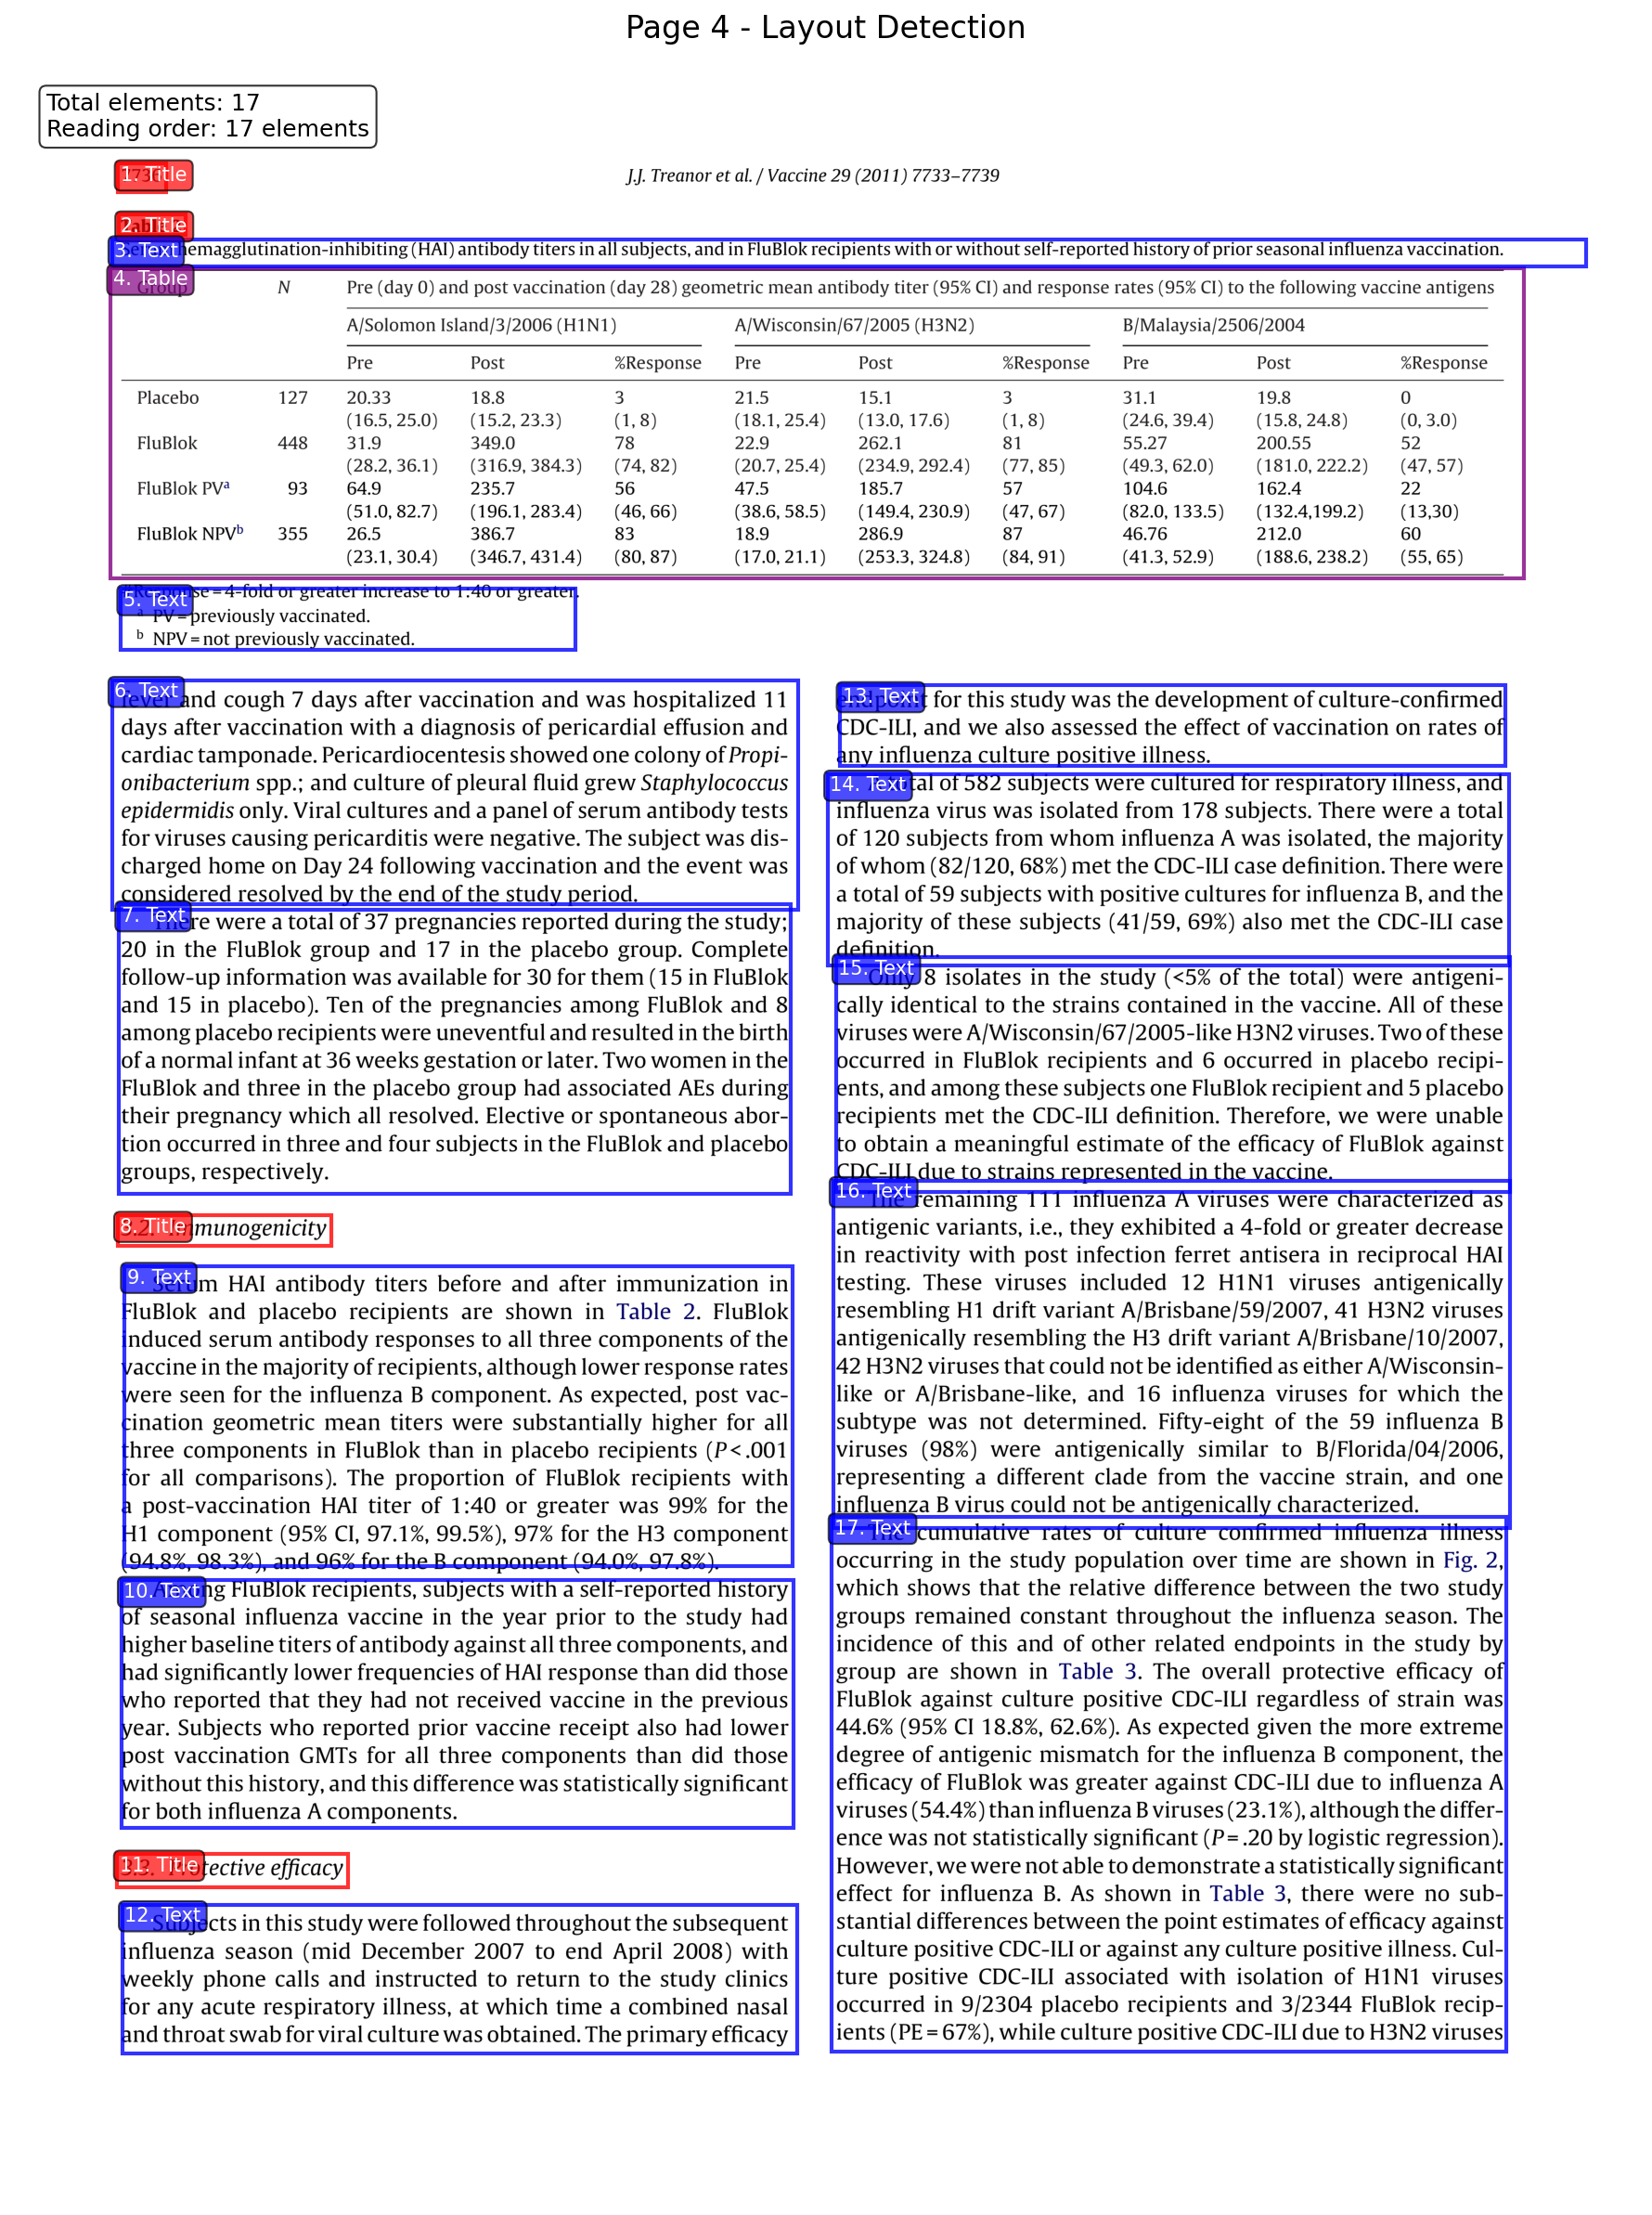 Page 4 - Layout Detection
Total elements: 17
Reading order: 17 elements
1. Title
J.J. Treanor et al. / Vaccine 29 (2011) 7733–7739
2. Title
3. Text
hemagglutination-inhibiting (HAI) antibody titers in all subjects, and in FluBlok recipients with or without self-reported history of prior seasonal influenza vaccination.
4. Table
Group N Pre (day 0) and post vaccination (day 28) geometric mean antibody titer (95% CI) and response rates (95% CI) to the following vaccine antigens
A/Solomon Island/3/2006 (H1N1) A/Wisconsin/67/2005 (H3N2) B/Malaysia/2506/2004
Pre Post %Response Pre Post %Response Pre Post %Response
Placebo 127 20.33 18.8 3 21.5 15.1 3 31.1 19.8 0
(16.5, 25.0) (15.2, 23.3) (1, 8) (18.1, 25.4) (13.0, 17.6) (1, 8) (24.6, 39.4) (15.8, 24.8) (0, 3.0)
FluBlok 448 31.9 349.0 78 22.9 262.1 81 55.27 200.55 52
(28.2, 36.1) (316.9, 384.3) (74, 82) (20.7, 25.4) (234.9, 292.4) (77, 85) (49.3, 62.0) (181.0, 222.2) (47, 57)
FluBlok PVa 93 64.9 235.7 56 47.5 185.7 57 104.6 162.4 22
(51.0, 82.7) (196.1, 283.4) (46, 66) (38.6, 58.5) (149.4, 230.9) (47, 67) (82.0, 133.5) (132.4,199.2) (13,30)
FluBlok NPVb 355 26.5 386.7 83 18.9 286.9 87 46.76 212.0 60
(23.1, 30.4) (346.7, 431.4) (80, 87) (17.0, 21.1) (253.3, 324.8) (84, 91) (41.3, 52.9) (188.6, 238.2) (55, 65)
5. Text
Response = 4-fold or greater increase to 1:40 or greater.
a PV = previously vaccinated.
b NPV = not previously vaccinated.
6. Text
fever and cough 7 days after vaccination and was hospitalized 11
days after vaccination with a diagnosis of pericardial effusion and
cardiac tamponade. Pericardiocentesis showed one colony of Propi-
onibacterium spp.; and culture of pleural fluid grew Staphylococcus
epidermidis only. Viral cultures and a panel of serum antibody tests
for viruses causing pericarditis were negative. The subject was dis-
charged home on Day 24 following vaccination and the event was
considered resolved by the end of the study period.
7. Text
There were a total of 37 pregnancies reported during the study;
20 in the FluBlok group and 17 in the placebo group. Complete
follow-up information was available for 30 for them (15 in FluBlok
and 15 in placebo). Ten of the pregnancies among FluBlok and 8
among placebo recipients were uneventful and resulted in the birth
of a normal infant at 36 weeks gestation or later. Two women in the
FluBlok and three in the placebo group had associated AEs during
their pregnancy which all resolved. Elective or spontaneous abor-
tion occurred in three and four subjects in the FluBlok and placebo
groups, respectively.
8. Title
3.2. Immunogenicity
9. Text
Serum HAI antibody titers before and after immunization in
FluBlok and placebo recipients are shown in Table 2. FluBlok
induced serum antibody responses to all three components of the
vaccine in the majority of recipients, although lower response rates
were seen for the influenza B component. As expected, post vac-
cination geometric mean titers were substantially higher for all
three components in FluBlok than in placebo recipients (P < .001
for all comparisons). The proportion of FluBlok recipients with
a post-vaccination HAI titer of 1:40 or greater was 99% for the
H1 component (95% CI, 97.1%, 99.5%), 97% for the H3 component
(94.8%, 98.3%), and 96% for the B component (94.0%, 97.8%).
10. Text
Among FluBlok recipients, subjects with a self-reported history
of seasonal influenza vaccine in the year prior to the study had
higher baseline titers of antibody against all three components, and
had significantly lower frequencies of HAI response than did those
who reported that they had not received vaccine in the previous
year. Subjects who reported prior vaccine receipt also had lower
post vaccination GMTs for all three components than did those
without this history, and this difference was statistically significant
for both influenza A components.
11. Title
3.3. Protective efficacy
12. Text
Subjects in this study were followed throughout the subsequent
influenza season (mid December 2007 to end April 2008) with
weekly phone calls and instructed to return to the study clinics
for any acute respiratory illness, at which time a combined nasal
and throat swab for viral culture was obtained. The primary efficacy
13. Text
endpoint for this study was the development of culture-confirmed
CDC-ILI, and we also assessed the effect of vaccination on rates of
any influenza culture positive illness.
14. Text
A total of 582 subjects were cultured for respiratory illness, and
influenza virus was isolated from 178 subjects. There were a total
of 120 subjects from whom influenza A was isolated, the majority
of whom (82/120, 68%) met the CDC-ILI case definition. There were
a total of 59 subjects with positive cultures for influenza B, and the
majority of these subjects (41/59, 69%) also met the CDC-ILI case
definition.
15. Text
Only 8 isolates in the study (<5% of the total) were antigeni-
cally identical to the strains contained in the vaccine. All of these
viruses were A/Wisconsin/67/2005-like H3N2 viruses. Two of these
occurred in FluBlok recipients and 6 occurred in placebo recipi-
ents, and among these subjects one FluBlok recipient and 5 placebo
recipients met the CDC-ILI definition. Therefore, we were unable
to obtain a meaningful estimate of the efficacy of FluBlok against
CDC-ILI due to strains represented in the vaccine.
16. Text
The remaining 111 influenza A viruses were characterized as
antigenic variants, i.e., they exhibited a 4-fold or greater decrease
in reactivity with post infection ferret antisera in reciprocal HAI
testing. These viruses included 12 H1N1 viruses antigenically
resembling H1 drift variant A/Brisbane/59/2007, 41 H3N2 viruses
antigenically resembling the H3 drift variant A/Brisbane/10/2007,
42 H3N2 viruses that could not be identified as either A/Wisconsin-
like or A/Brisbane-like, and 16 influenza viruses for which the
subtype was not determined. Fifty-eight of the 59 influenza B
viruses (98%) were antigenically similar to B/Florida/04/2006,
representing a different clade from the vaccine strain, and one
influenza B virus could not be antigenically characterized.
17. Text
The cumulative rates of culture confirmed influenza illness
occurring in the study population over time are shown in Fig. 2,
which shows that the relative difference between the two study
groups remained constant throughout the influenza season. The
incidence of this and of other related endpoints in the study by
group are shown in Table 3. The overall protective efficacy of
FluBlok against culture positive CDC-ILI regardless of strain was
44.6% (95% CI 18.8%, 62.6%). As expected given the more extreme
degree of antigenic mismatch for the influenza B component, the
efficacy of FluBlok was greater against CDC-ILI due to influenza A
viruses (54.4%) than influenza B viruses (23.1%), although the differ-
ence was not statistically significant (P = .20 by logistic regression).
However, we were not able to demonstrate a statistically significant
effect for influenza B. As shown in Table 3, there were no sub-
stantial differences between the point estimates of efficacy against
culture positive CDC-ILI or against any culture positive illness. Cul-
ture positive CDC-ILI associated with isolation of H1N1 viruses
occurred in 9/2304 placebo recipients and 3/2344 FluBlok recip-
ients (PE = 67%), while culture positive CDC-ILI due to H3N2 viruses